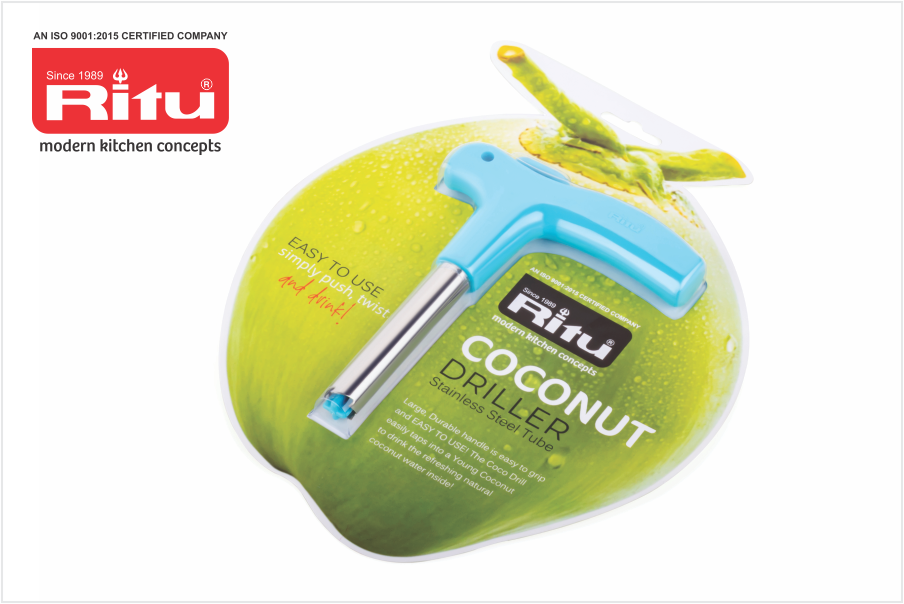 AN ISO 9001:2015 CERTIFIED COMPANY
Since 1989
Ritu®
modern kitchen concepts
Ritu
EASY TO USE
simply push, twist
and drink!
AN ISO 9001:2015 CERTIFIED COMPANY
Since 1989
Ritu®
modern kitchen concepts
COCONUT
DRILLER
Stainless Steel Tube
Large, Durable handle is easy to grip
and EASY TO USE! The Coco Drill
easily taps into a Young Coconut
to drink the refreshing natural
coconut water inside!